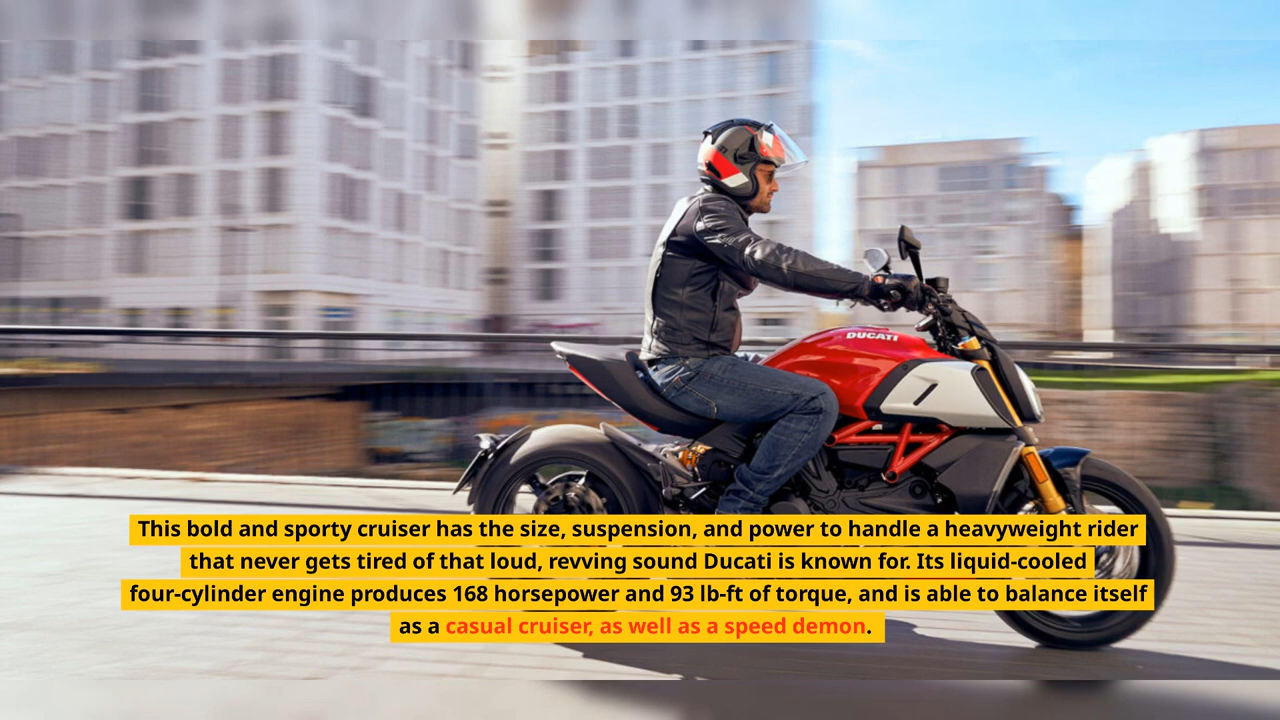 DUCATI
This bold and sporty cruiser has the size, suspension, and power to handle a heavyweight rider
that never gets tired of that loud, revving sound Ducati is known for. Its liquid-cooled
four-cylinder engine produces 168 horsepower and 93 lb-ft of torque, and is able to balance itself
as a casual cruiser, as well as a speed demon.